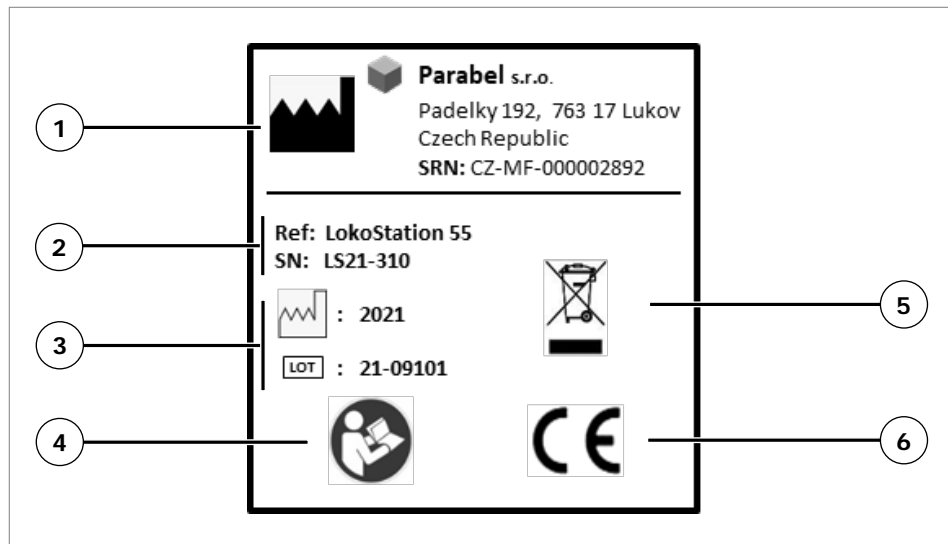 Parabel s.r.o.
Padelky 192, 763 17 Lukov
Czech Republic
SRN: CZ-MF-000002892
1
2
Ref: LokoStation 55
SN: LS21-310
3
: 2021
LOT : 21-09101
5
4
CE
6